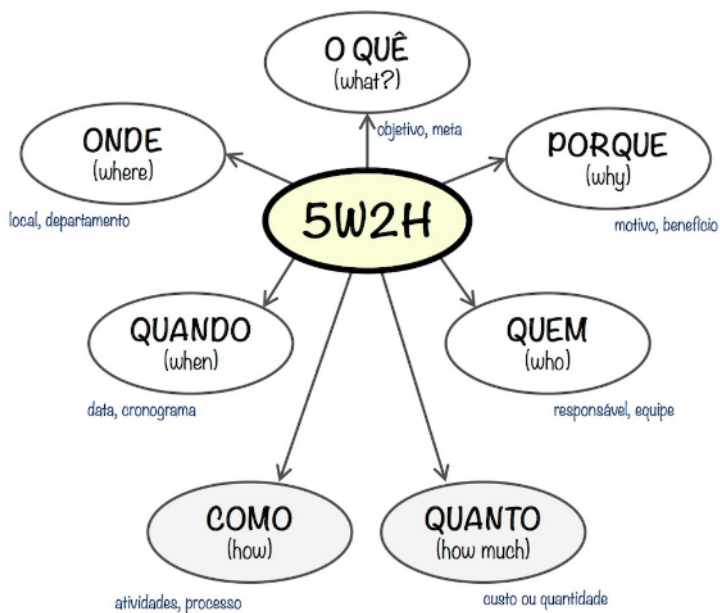 O QUÊ
(what?)
objetivo, meta
ONDE
(where)
local, departamento
PORQUE
(why)
motivo, benefício
5W2H
QUANDO
(when)
data, cronograma
QUEM
(who)
responsável, equipe
COMO
(how)
atividades, processo
QUANTO
(how much)
custo ou quantidade